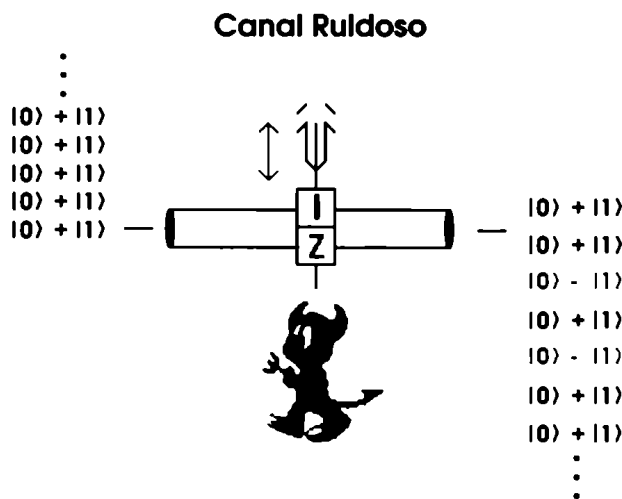 Canal Ruldoso
|0⟩ + |1⟩
|0⟩ + |1⟩
|0⟩ + |1⟩
|0⟩ + |1⟩
|0⟩ + |1⟩
I
Z
|0⟩ + |1⟩
|0⟩ + |1⟩
|0⟩ - |1⟩
|0⟩ + |1⟩
|0⟩ - |1⟩
|0⟩ + |1⟩
|0⟩ + |1⟩